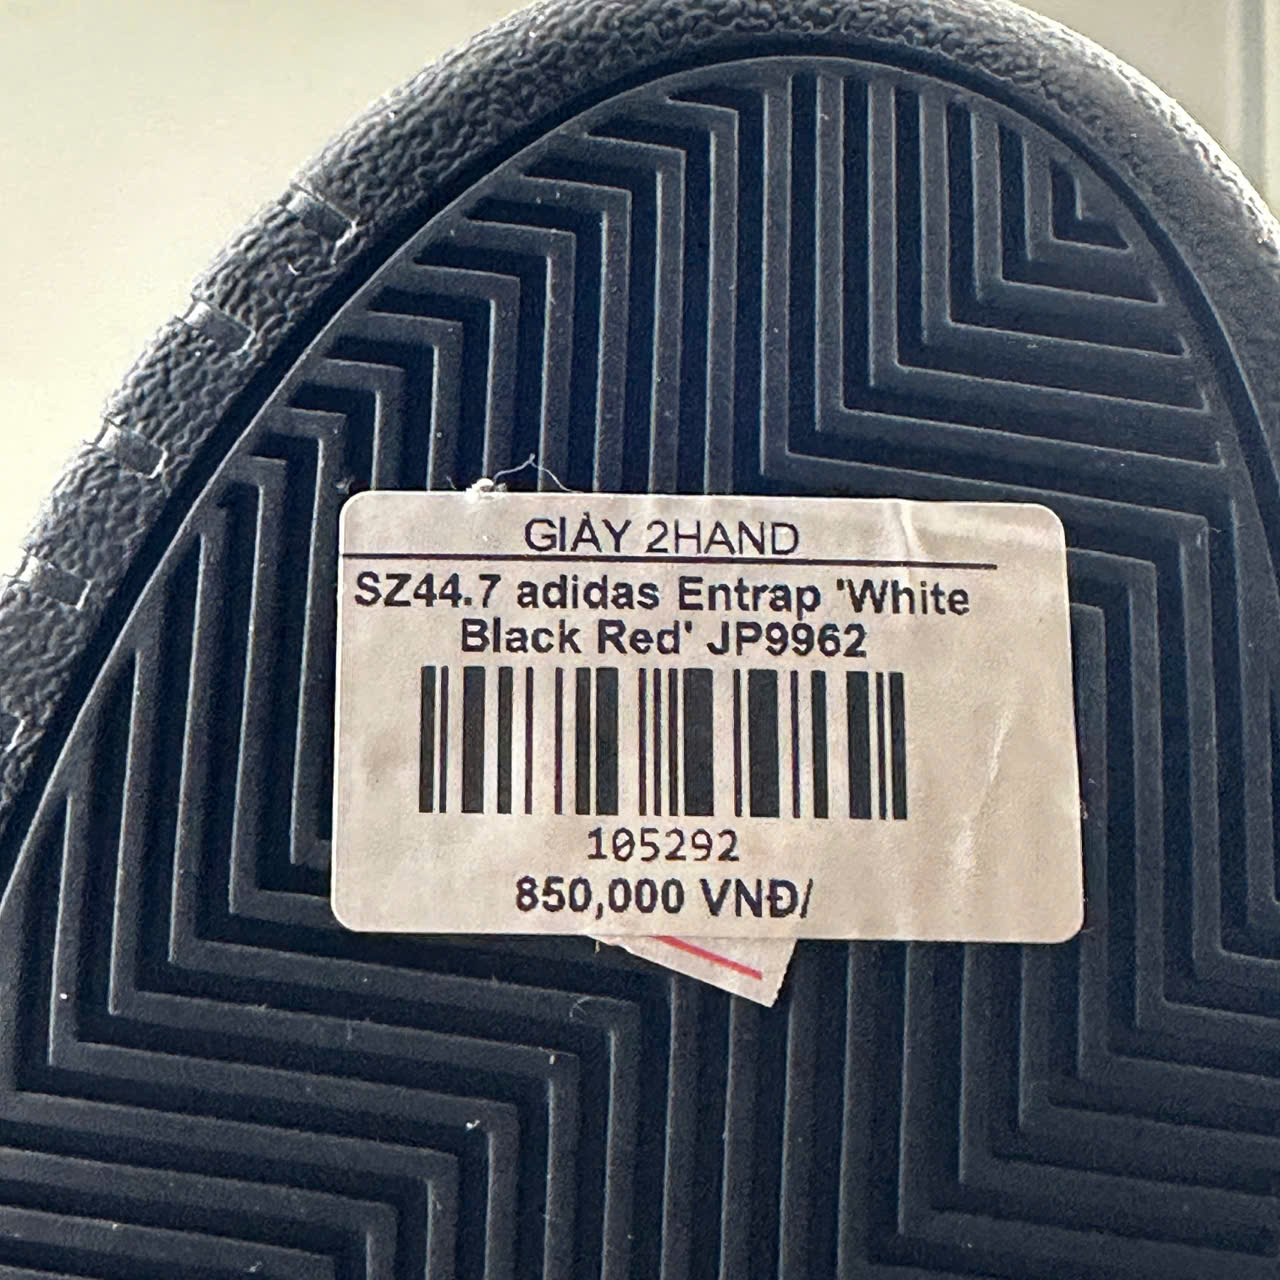 GIÀY 2HAND
SZ44.7 adidas Entrap 'White
Black Red' JP9962
105292
850,000 VNĐ/